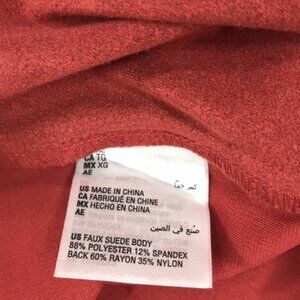 CA TG
MX XG
AE
كبير جداً
US MADE IN CHINA
CA FABRIQUÉ EN CHINE
MX HECHO EN CHINA
AE
صُنع في الصين
US FAUX SUEDE BODY
88% POLYESTER 12% SPANDEX
BACK 60% RAYON 35% NYLON